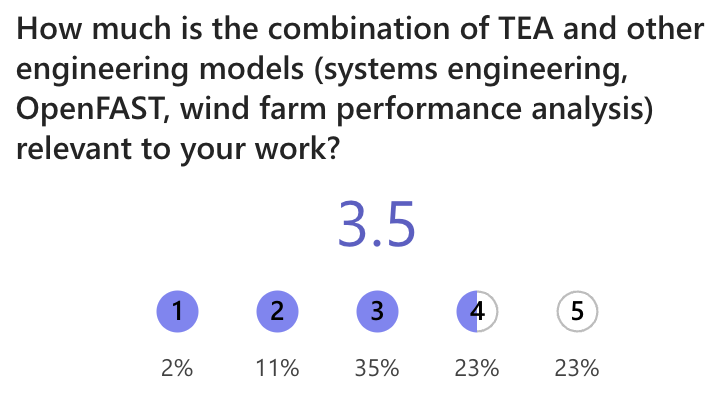 How much is the combination of TEA and other
engineering models (systems engineering,
OpenFAST, wind farm performance analysis)
relevant to your work?
3.5
1 2 3 4 5
2% 11% 35% 23% 23%